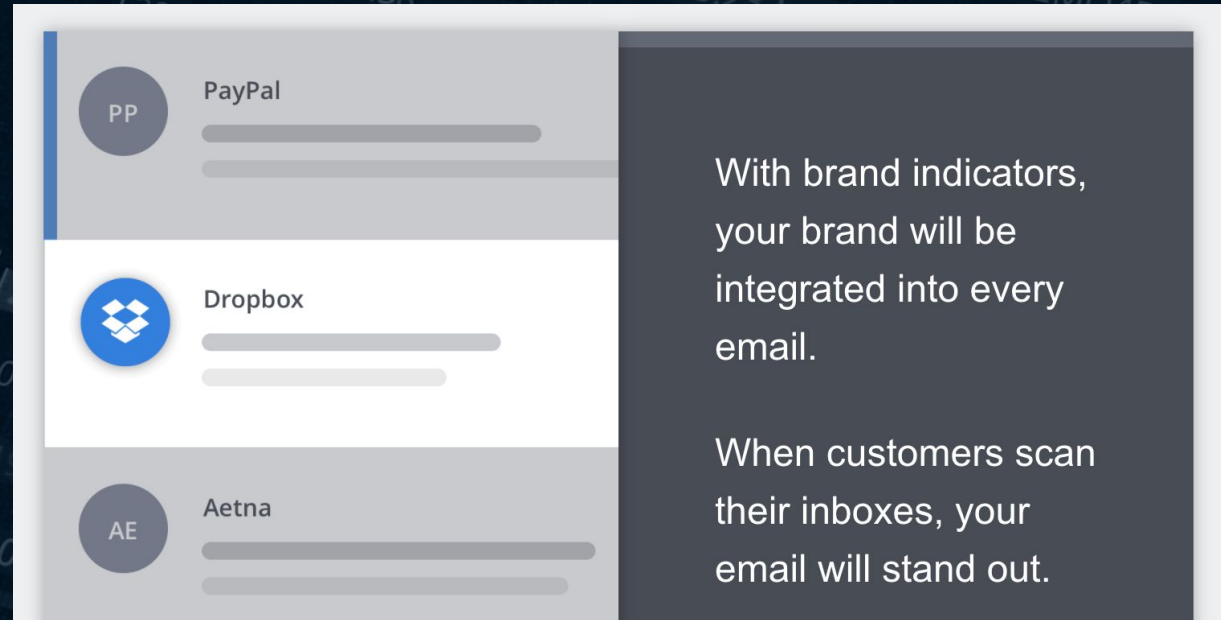 PP
PayPal
Dropbox
AE
Aetna
With brand indicators,
your brand will be
integrated into every
email.
When customers scan
their inboxes, your
email will stand out.